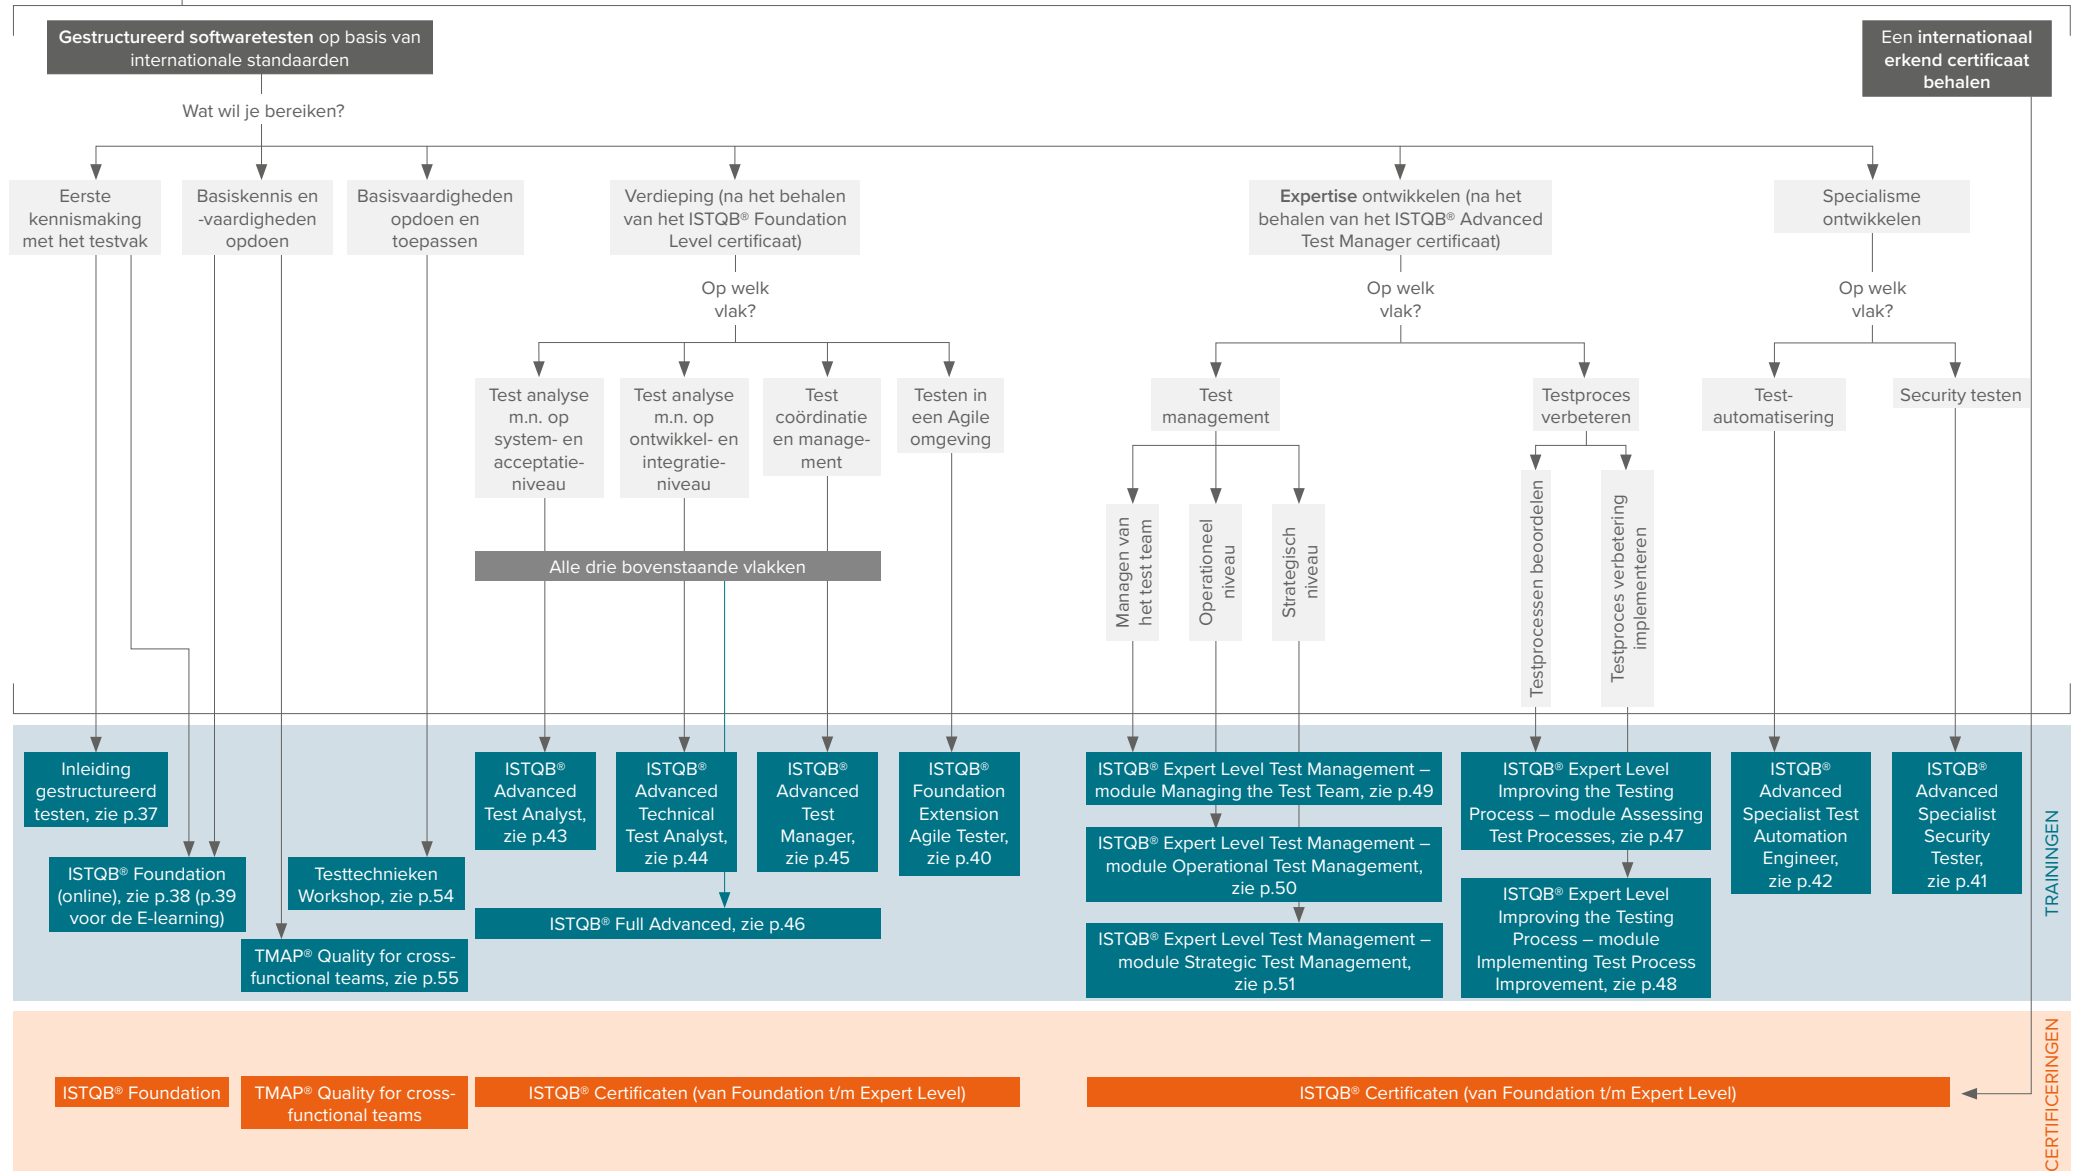 Gestructureerd softwaretesten op basis van
internationale standaarden
Een internationaal
erkend certificaat
behalen
Wat wil je bereiken?
Eerste
kennismaking
met het testvak
Basiskennis en
-vaardigheden
opdoen
Basisvaardigheden
opdoen en
toepassen
Verdieping (na het behalen
van het ISTQB® Foundation
Level certificaat)
Expertise ontwikkelen (na het
behalen van het ISTQB® Advanced
Test Manager certificaat)
Specialisme
ontwikkelen
Op welk
vlak?
Op welk
vlak?
Op welk
vlak?
Test analyse
m.n. op
system- en
acceptatie-
niveau
Test analyse
m.n. op
ontwikkel- en
integratie-
niveau
Test
coördinatie
en manage-
ment
Testen in
een Agile
omgeving
Test
management
Testproces
verbeteren
Test-
automatisering
Security testen
Managen van
het test team
Operationeel
niveau
Strategisch
niveau
Testprocessen beoordelen
Testproces verbetering
implementeren
Alle drie bovenstaande vlakken
Inleiding
gestructureerd
testen, zie p.37
ISTQB® Foundation
(online), zie p.38 (p.39
voor de E-learning)
TMAP® Quality for cross-
functional teams, zie p.55
Testtechnieken
Workshop, zie p.54
ISTQB®
Advanced
Test Analyst,
zie p.43
ISTQB®
Advanced
Technical
Test Analyst,
zie p.44
ISTQB®
Advanced
Test
Manager,
zie p.45
ISTQB®
Foundation
Extension
Agile Tester,
zie p.40
ISTQB® Full Advanced, zie p.46
ISTQB® Expert Level Test Management –
module Managing the Test Team, zie p.49
ISTQB® Expert Level Test Management –
module Operational Test Management,
zie p.50
ISTQB® Expert Level Test Management –
module Strategic Test Management,
zie p.51
ISTQB® Expert Level
Improving the Testing
Process – module Assessing
Test Processes, zie p.47
ISTQB® Expert Level
Improving the Testing
Process – module
Implementing Test Process
Improvement, zie p.48
ISTQB®
Advanced
Specialist Test
Automation
Engineer,
zie p.42
ISTQB®
Advanced
Specialist
Security
Tester,
zie p.41
TRAININGEN
ISTQB® Foundation
TMAP® Quality for cross-
functional teams
ISTQB® Certificaten (van Foundation t/m Expert Level)
ISTQB® Certificaten (van Foundation t/m Expert Level)
CERTIFICERINGEN